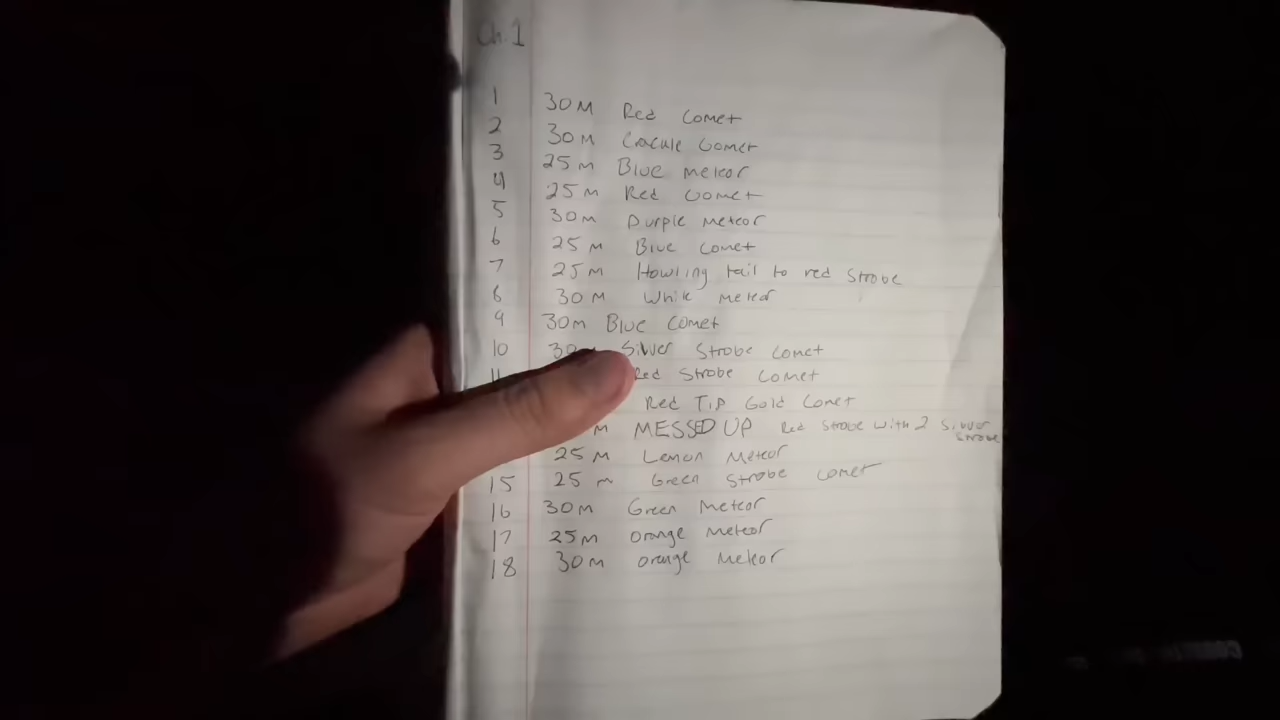 Ch. 1
1 30M Red Comet
2 30M Crackle Comet
3 25M Blue Meteor
4 25M Red Comet
5 30M Purple Meteor
6 25M Blue Comet
7 25M Howling tail to red Strobe
8 30M White Meteor
9 30M Blue Comet
10 30M Silver Strobe Comet
11 Red Strobe Comet
Red Tip Gold Comet
M MESSED UP Red Strobe with 2 Silver Strobe
25M Lemon Meteor
15 25M Green Strobe Comet
16 30M Green Meteor
17 25M Orange Meteor
18 30M Orange Meteor